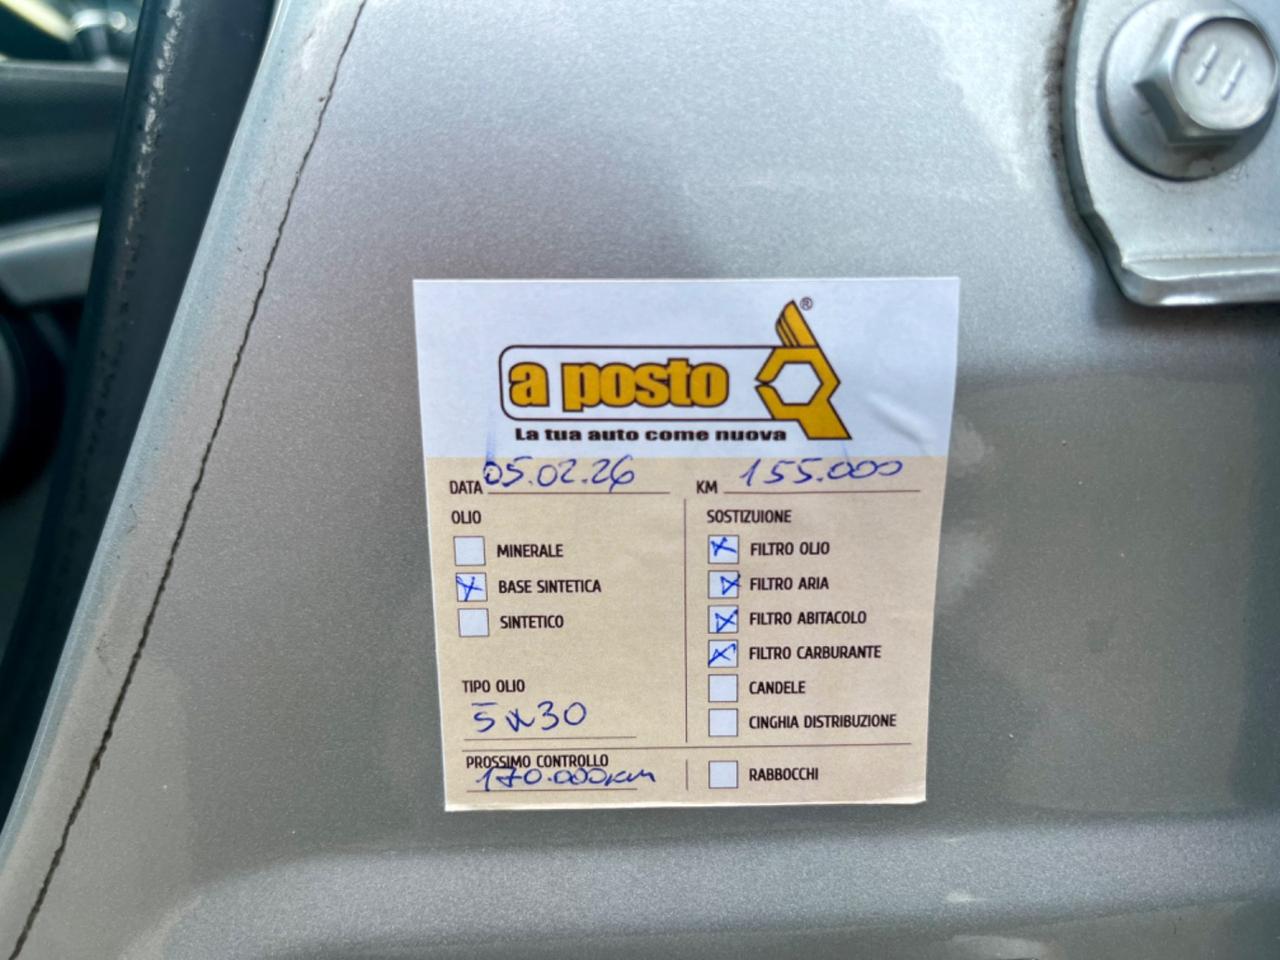 a posto ®
La tua auto come nuova
DATA 05.02.26 KM 155.000
OLIO
MINERALE
BASE SINTETICA
SINTETICO
TIPO OLIO
5W30
SOSTIZUIONE
FILTRO OLIO
FILTRO ARIA
FILTRO ABITACOLO
FILTRO CARBURANTE
CANDELE
CINGHIA DISTRIBUZIONE
PROSSIMO CONTROLLO
170.000KM
RABBOCCHI